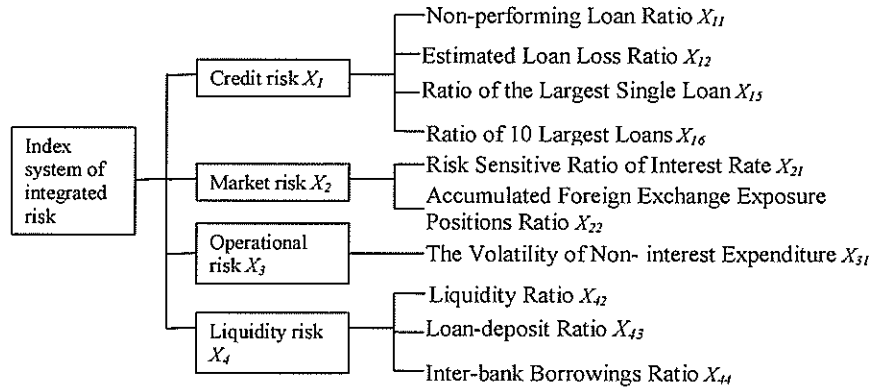 Index
system of
integrated
risk
Credit risk X1
Non-performing Loan Ratio X11
Estimated Loan Loss Ratio X12
Ratio of the Largest Single Loan X15
Ratio of 10 Largest Loans X16
Market risk X2
Risk Sensitive Ratio of Interest Rate X21
Accumulated Foreign Exchange Exposure
Positions Ratio X22
Operational
risk X3
The Volatility of Non- interest Expenditure X31
Liquidity risk
X4
Liquidity Ratio X42
Loan-deposit Ratio X43
Inter-bank Borrowings Ratio X44